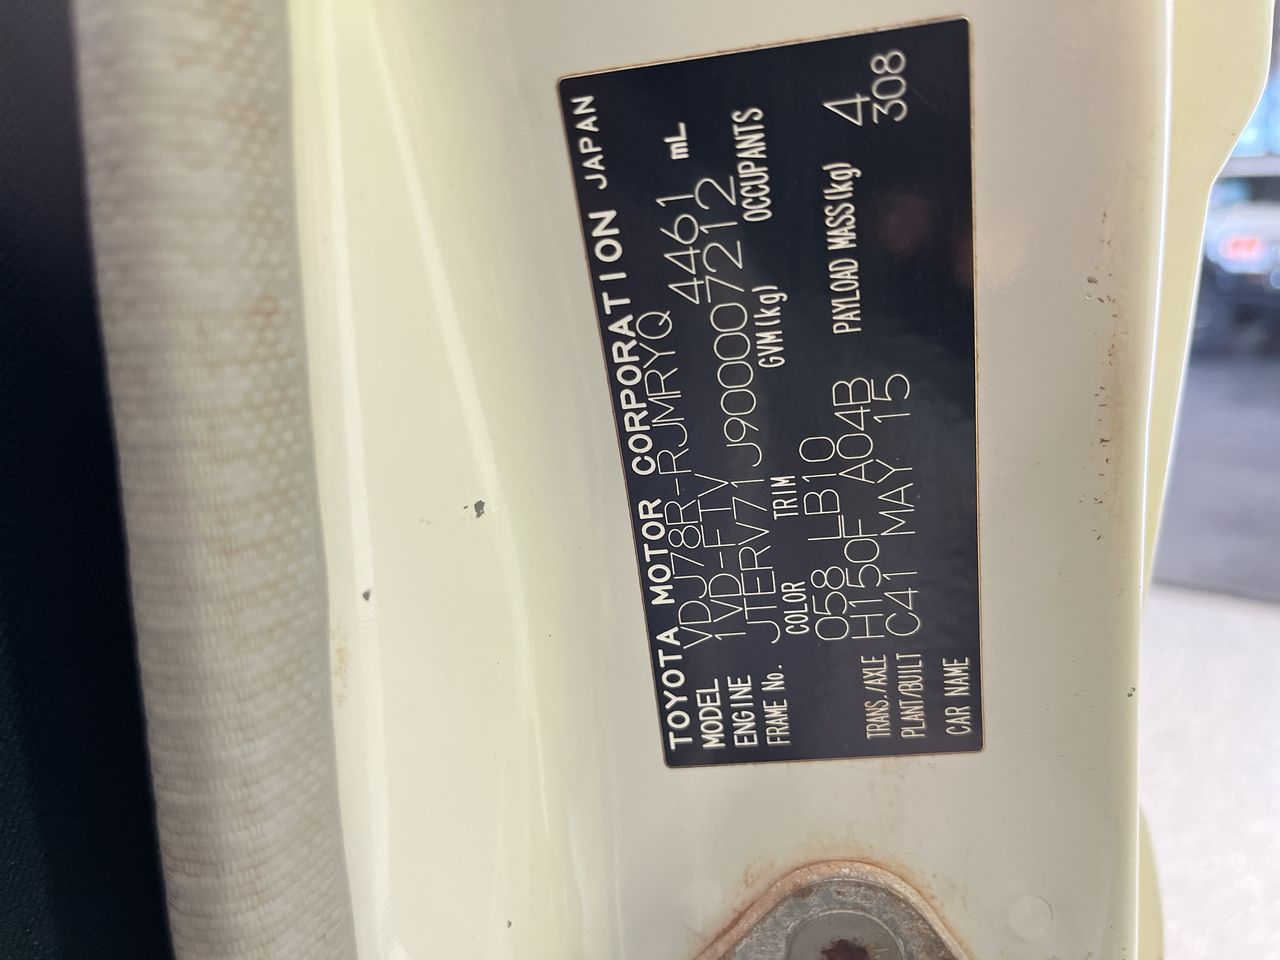 TOYOTA MOTOR CORPORATION JAPAN
MODEL VDJ78R-RJMRYQ
ENGINE 1VD-FTV 4461 mL
FRAME No. JTERV71J900007212
COLOR TRIM GVM(kg) OCCUPANTS
058 LB10 4
TRANS./AXLE H150F A04B PAYLOAD MASS(kg) 308
PLANT/BUILT C41 MAY 15
CAR NAME